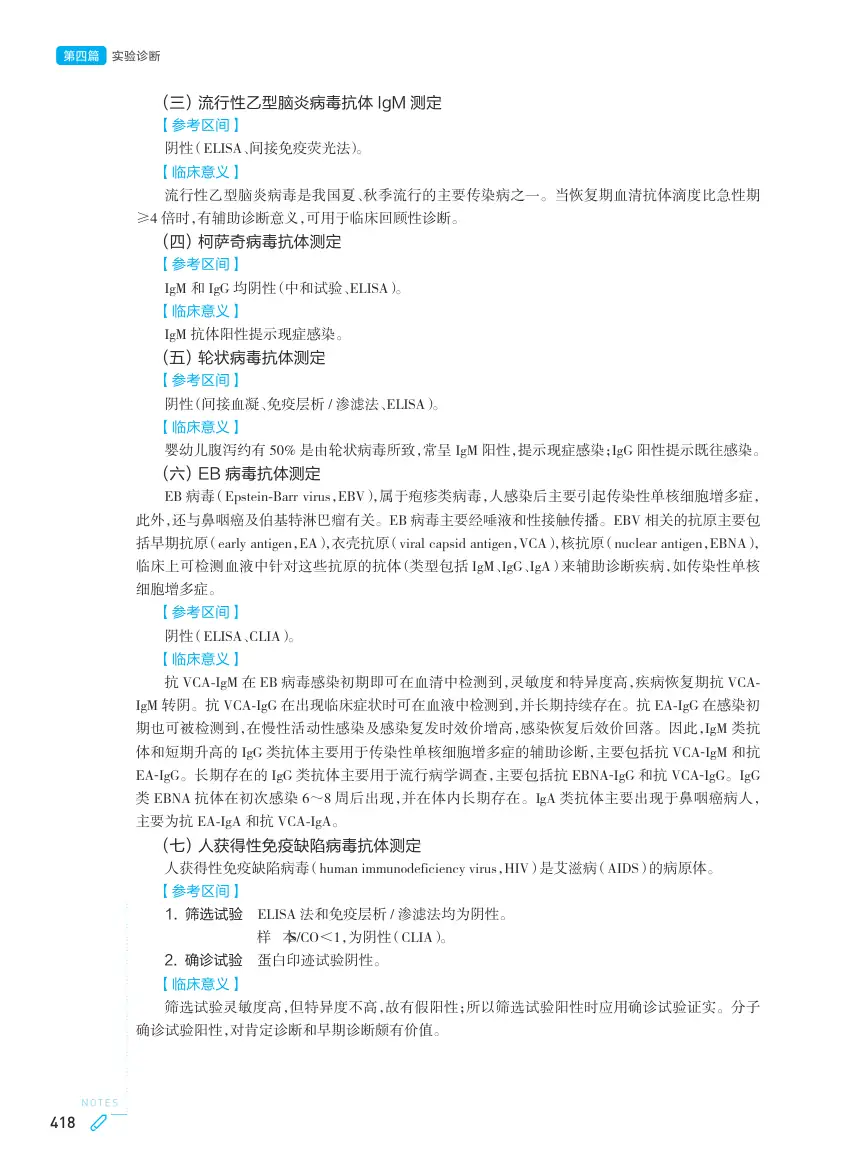 第四篇 实验诊断
（三）流行性乙型脑炎病毒抗体 IgM 测定
【参考区间】
阴性（ELISA、间接免疫荧光法）。
【临床意义】
流行性乙型脑炎病毒是我国夏、秋季流行的主要传染病之一。当恢复期血清抗体滴度比急性期
≥4 倍时，有辅助诊断意义，可用于临床回顾性诊断。
（四）柯萨奇病毒抗体测定
【参考区间】
IgM 和 IgG 均阴性（中和试验、ELISA）。
【临床意义】
IgM 抗体阳性提示现症感染。
（五）轮状病毒抗体测定
【参考区间】
阴性（间接血凝、免疫层析 / 渗滤法、ELISA）。
【临床意义】
婴幼儿腹泻约有 50% 是由轮状病毒所致，常呈 IgM 阳性，提示现症感染；IgG 阳性提示既往感染。
（六）EB 病毒抗体测定
EB 病毒（Epstein-Barr virus，EBV），属于疱疹类病毒，人感染后主要引起传染性单核细胞增多症，
此外，还与鼻咽癌及伯基特淋巴瘤有关。EB 病毒主要经唾液和性接触传播。EBV 相关的抗原主要包
括早期抗原（early antigen，EA），衣壳抗原（viral capsid antigen，VCA），核抗原（nuclear antigen，EBNA），
临床上可检测血液中针对这些抗原的抗体（类型包括 IgM、IgG、IgA）来辅助诊断疾病，如传染性单核
细胞增多症。
【参考区间】
阴性（ELISA、CLIA）。
【临床意义】
抗 VCA-IgM 在 EB 病毒感染初期即可在血清中检测到，灵敏度和特异度高，疾病恢复期抗 VCA-
IgM 转阴。抗 VCA-IgG 在出现临床症状时可在血液中检测到，并长期持续存在。抗 EA-IgG 在感染初
期也可被检测到，在慢性活动性感染及感染复发时效价增高，感染恢复后效价回落。因此，IgM 类抗
体和短期升高的 IgG 类抗体主要用于传染性单核细胞增多症的辅助诊断，主要包括抗 VCA-IgM 和抗
EA-IgG。长期存在的 IgG 类抗体主要用于流行病学调查，主要包括抗 EBNA-IgG 和抗 VCA-IgG。IgG
类 EBNA 抗体在初次感染 6～8 周后出现，并在体内长期存在。IgA 类抗体主要出现于鼻咽癌病人，
主要为抗 EA-IgA 和抗 VCA-IgA。
（七）人获得性免疫缺陷病毒抗体测定
人获得性免疫缺陷病毒（human immunodeficiency virus，HIV）是艾滋病（AIDS）的病原体。
【参考区间】
1. 筛选试验 ELISA 法和免疫层析 / 渗滤法均为阴性。
样本 S/CO＜1，为阴性（CLIA）。
2. 确诊试验 蛋白印迹试验阴性。
【临床意义】
筛选试验灵敏度高，但特异度不高，故有假阳性；所以筛选试验阳性时应用确诊试验证实。分子
确诊试验阳性，对肯定诊断和早期诊断颇有价值。
NOTES
418